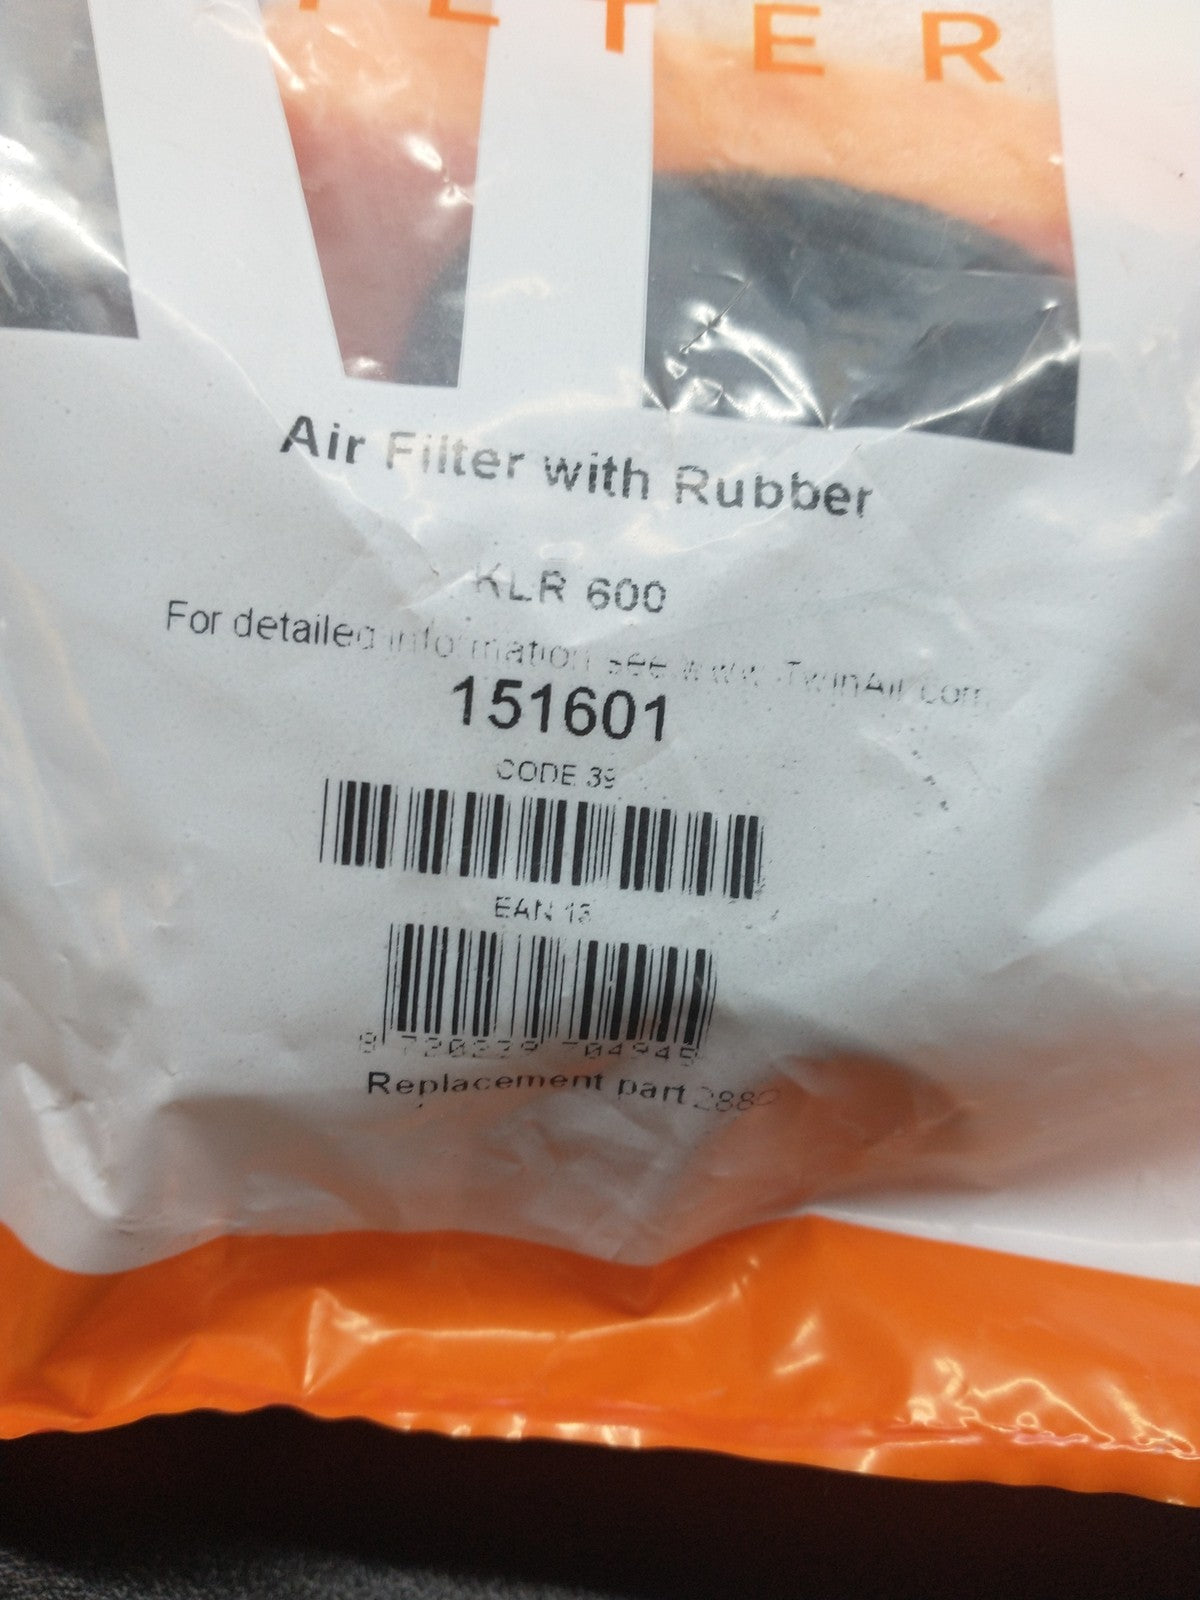 LTER
Air Filter with Rubber
KLR 600
For detailed information see www.TwinAir.com
151601
CODE 39
EAN 13
Replacement part